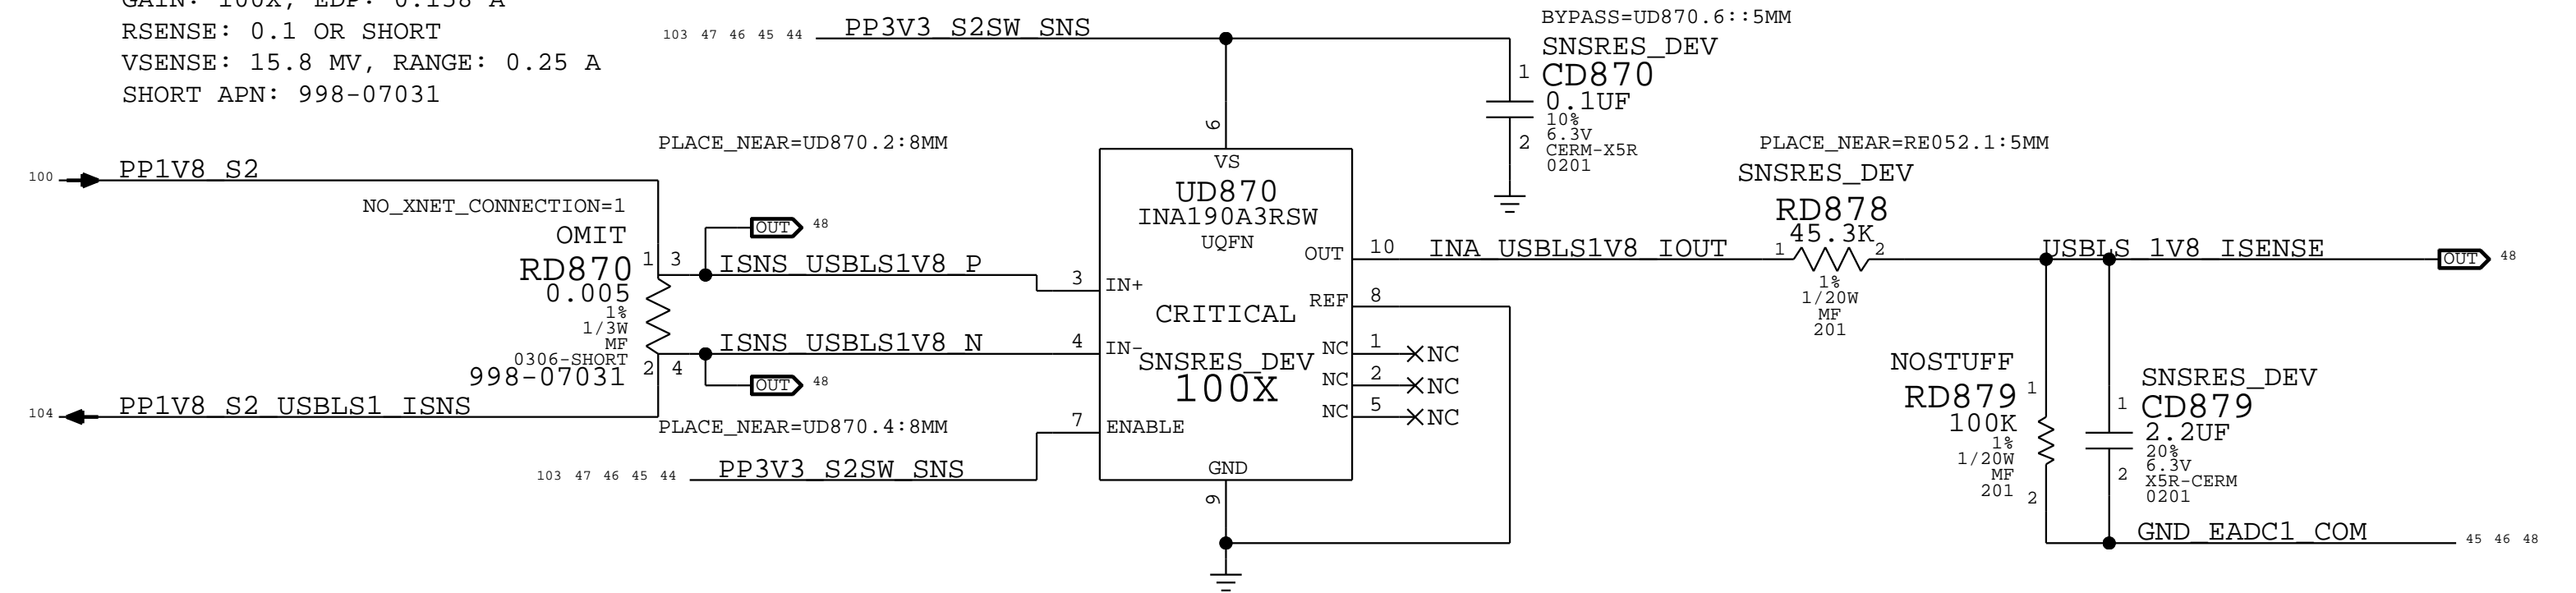 GAIN: 100X, EDP: 0.158 A
RSENSE: 0.1 OR SHORT
VSENSE: 15.8 MV, RANGE: 0.25 A
SHORT APN: 998-07031
103 47 46 45 44 PP3V3_S2SW_SNS
BYPASS=UD870.6::5MM
SNSRES_DEV
1 CD870
0.1UF
10%
6.3V
2 CERM-X5R
0201
PLACE_NEAR=UD870.2:8MM
100 PP1V8_S2
NO_XNET_CONNECTION=1
OMIT
1 3
RD870
0.005
1%
1/3W
MF
0306-SHORT
2 4
998-07031
104 PP1V8_S2_USBLS1_ISNS
OUT 48
ISNS_USBLS1V8_P
ISNS_USBLS1V8_N
OUT 48
PLACE_NEAR=UD870.4:8MM
103 47 46 45 44 PP3V3_S2SW_SNS
6
VS
UD870
INA190A3RSW
UQFN
OUT 10 INA_USBLS1V8_IOUT
3 IN+
REF 8
CRITICAL
4 IN-
SNSRES_DEV
100X
NC 1 NC
NC 2 NC
NC 5 NC
7 ENABLE
GND
9
PLACE_NEAR=RE052.1:5MM
SNSRES_DEV
RD878
45.3K
1 2
1%
1/20W
MF
201
USBLS_1V8_ISENSE
OUT 48
NOSTUFF
RD879 1
100K
1%
1/20W
MF
201 2
SNSRES_DEV
1 CD879
2.2UF
20%
6.3V
2 X5R-CERM
0201
GND_EADC1_COM 45 46 48